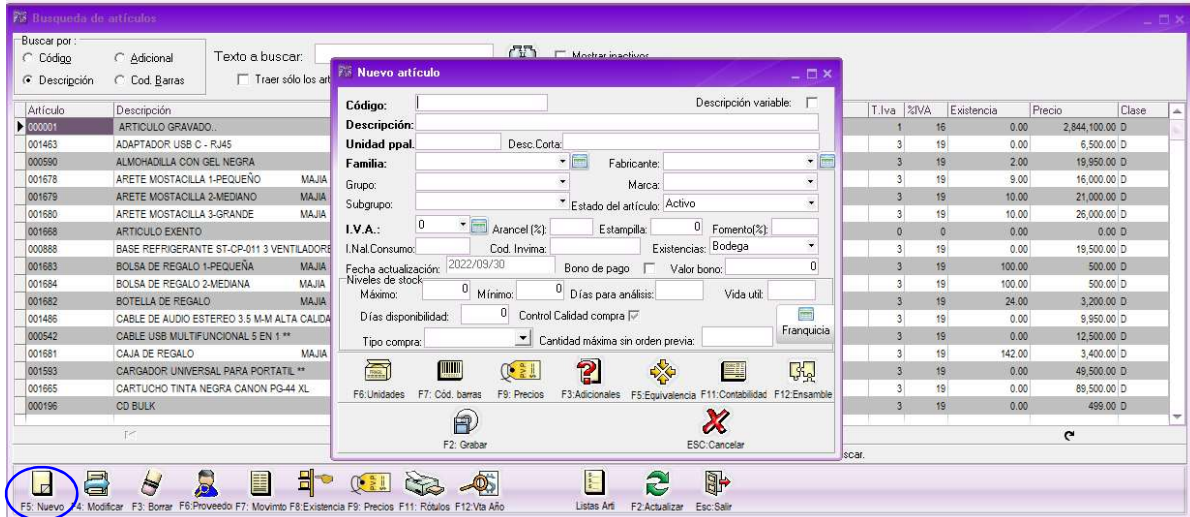 Busqueda de artículos
Buscar por :
Código Adicional Texto a buscar: Mostrar inactivos
Descripción Cod. Barras Traer sólo los art
Artículo Descripción T.Iva %IVA Existencia Precio Clase
000001 ARTICULO GRAVADO.. 1 16 0.00 2,844,100.00 D
001463 ADAPTADOR USB C - RJ45 3 19 0.00 6,500.00 D
000590 ALMOHADILLA CON GEL NEGRA 3 19 2.00 19,950.00 D
001678 ARETE MOSTACILLA 1-PEQUEÑO MAJIA 3 19 9.00 16,000.00 D
001679 ARETE MOSTACILLA 2-MEDIANO MAJIA 3 19 10.00 21,000.00 D
001680 ARETE MOSTACILLA 3-GRANDE MAJIA 3 19 10.00 26,000.00 D
001668 ARTICULO EXENTO 0 0 0.00 0.00 D
000888 BASE REFRIGERANTE ST-CP-011 3 VENTILADORE 3 19 0.00 19,500.00 D
001683 BOLSA DE REGALO 1-PEQUEÑA MAJIA 3 19 100.00 500.00 D
001684 BOLSA DE REGALO 2-MEDIANA MAJIA 3 19 100.00 500.00 D
001682 BOTELLA DE REGALO MAJIA 3 19 24.00 3,200.00 D
001486 CABLE DE AUDIO ESTEREO 3.5 M-M ALTA CALIDA 3 19 0.00 9,950.00 D
000542 CABLE USB MULTIFUNCIONAL 5 EN 1 ** 3 19 0.00 12,500.00 D
001681 CAJA DE REGALO MAJIA 3 19 142.00 3,400.00 D
001593 CARGADOR UNIVERSAL PARA PORTATIL ** 3 19 0.00 49,500.00 D
001665 CARTUCHO TINTA NEGRA CANON PG-44 XL 3 19 0.00 89,500.00 D
000196 CD BULK 3 19 0.00 499.00 D
scar.
Nuevo artículo
Código: Descripción variable:
Descripción:
Unidad ppal. Desc.Corta:
Familia: Fabricante:
Grupo: Marca:
Subgrupo: Estado del artículo: Activo
I.V.A.: 0 Arancel (%): Estampilla: 0 Fomento(%):
I.Nal.Consumo: Cod. Invima: Existencias: Bodega
Fecha actualización: 2022/09/30 Bono de pago Valor bono: 0
Niveles de stock
Máximo: 0 Mínimo: 0 Días para análisis: Vida util:
Días disponibilidad: 0 Control Calidad compra Franquicia
Tipo compra: Cantidad máxima sin orden previa:
F6:Unidades F7: Cód. barras F9: Precios F3:Adicionales F5:Equivalencia F11:Contabilidad F12:Ensamble
F2: Grabar ESC:Cancelar
F5: Nuevo F4: Modificar F3: Borrar F6:Proveedor F7: Movimto F8:Existencia F9: Precios F11: Rótulos F12:Vta Año Listas Arti F2:Actualizar Esc:Salir